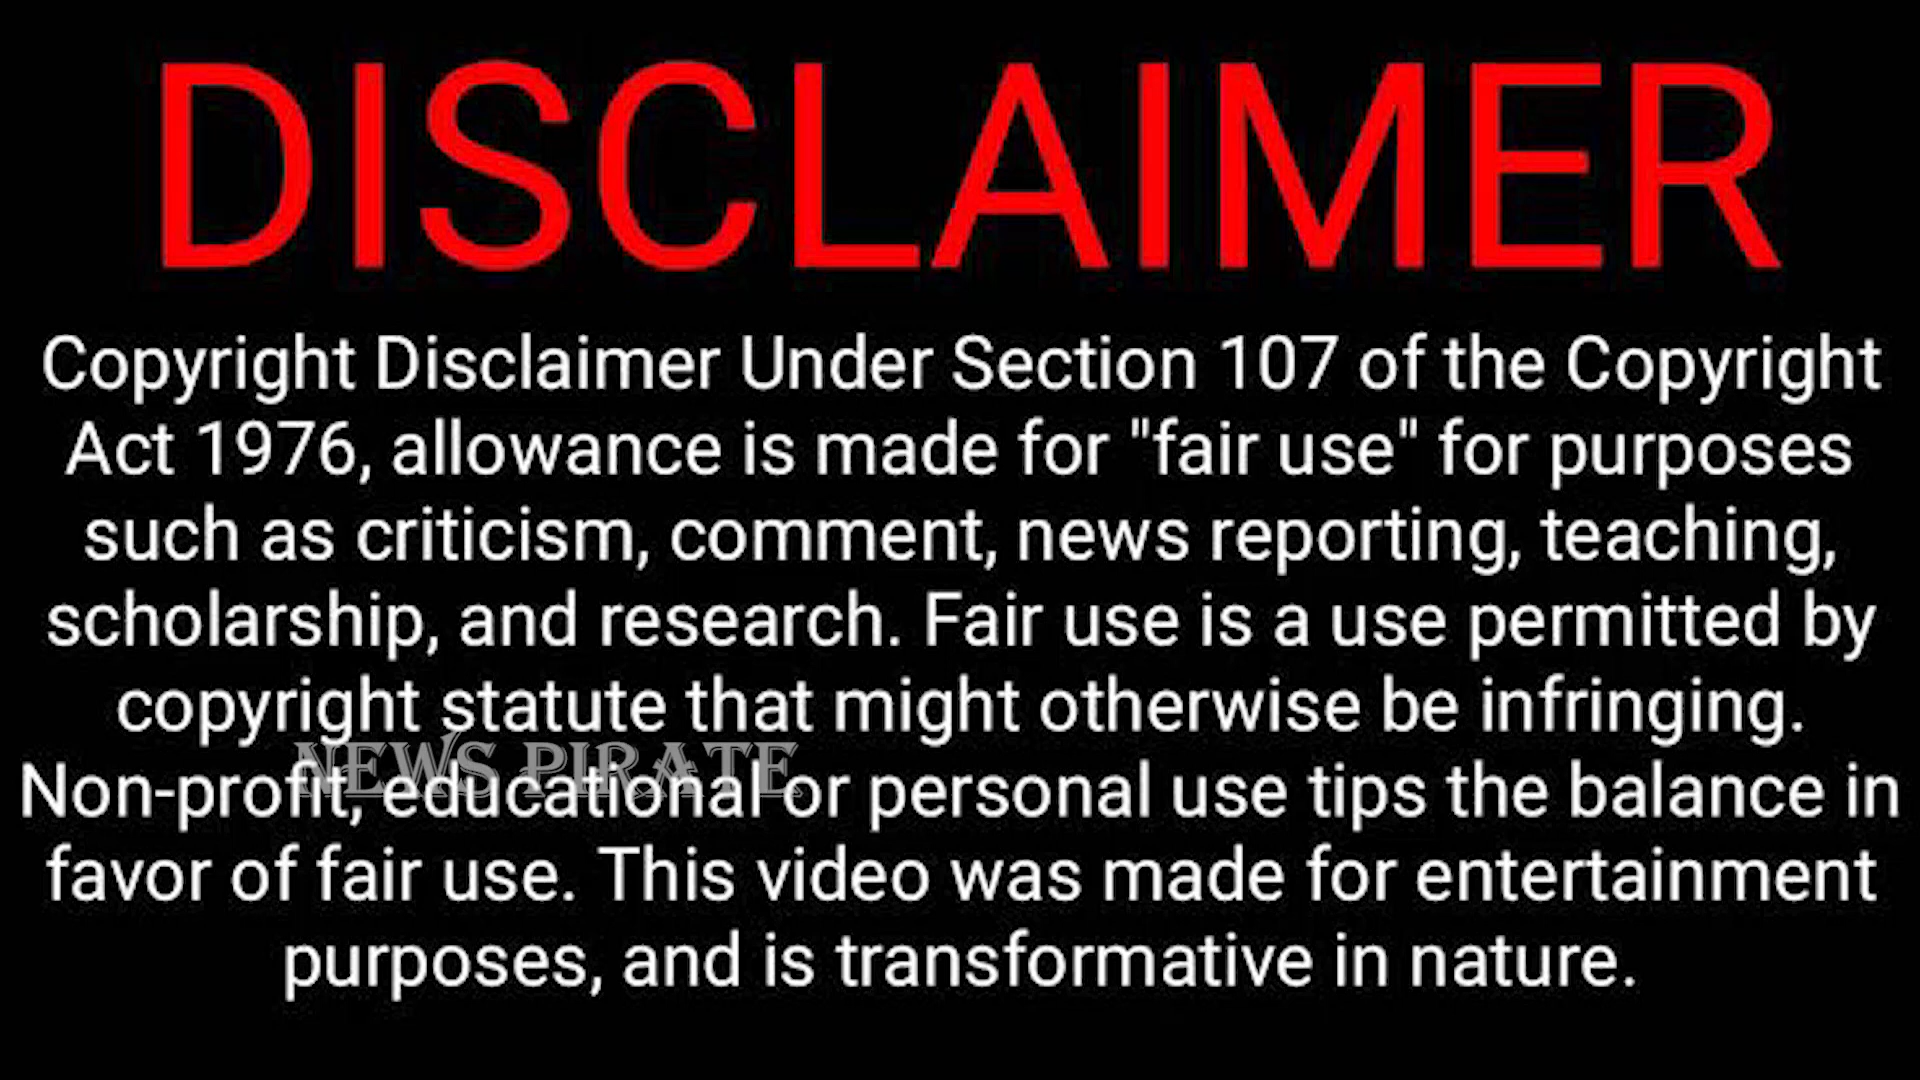 DISCLAIMER
Copyright Disclaimer Under Section 107 of the Copyright
Act 1976, allowance is made for "fair use" for purposes
such as criticism, comment, news reporting, teaching,
scholarship, and research. Fair use is a use permitted by
copyright statute that might otherwise be infringing.
NEWS PIRATE
Non-profit, educational or personal use tips the balance in
favor of fair use. This video was made for entertainment
purposes, and is transformative in nature.